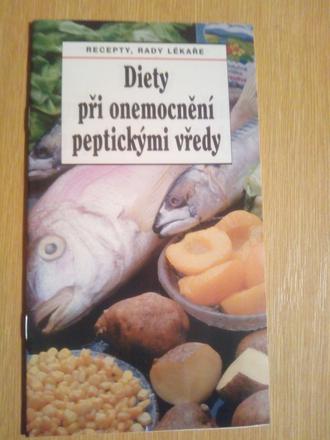 RECEPTY, RADY LÉKAŘE
Diety
při onemocnění
peptickými vředy